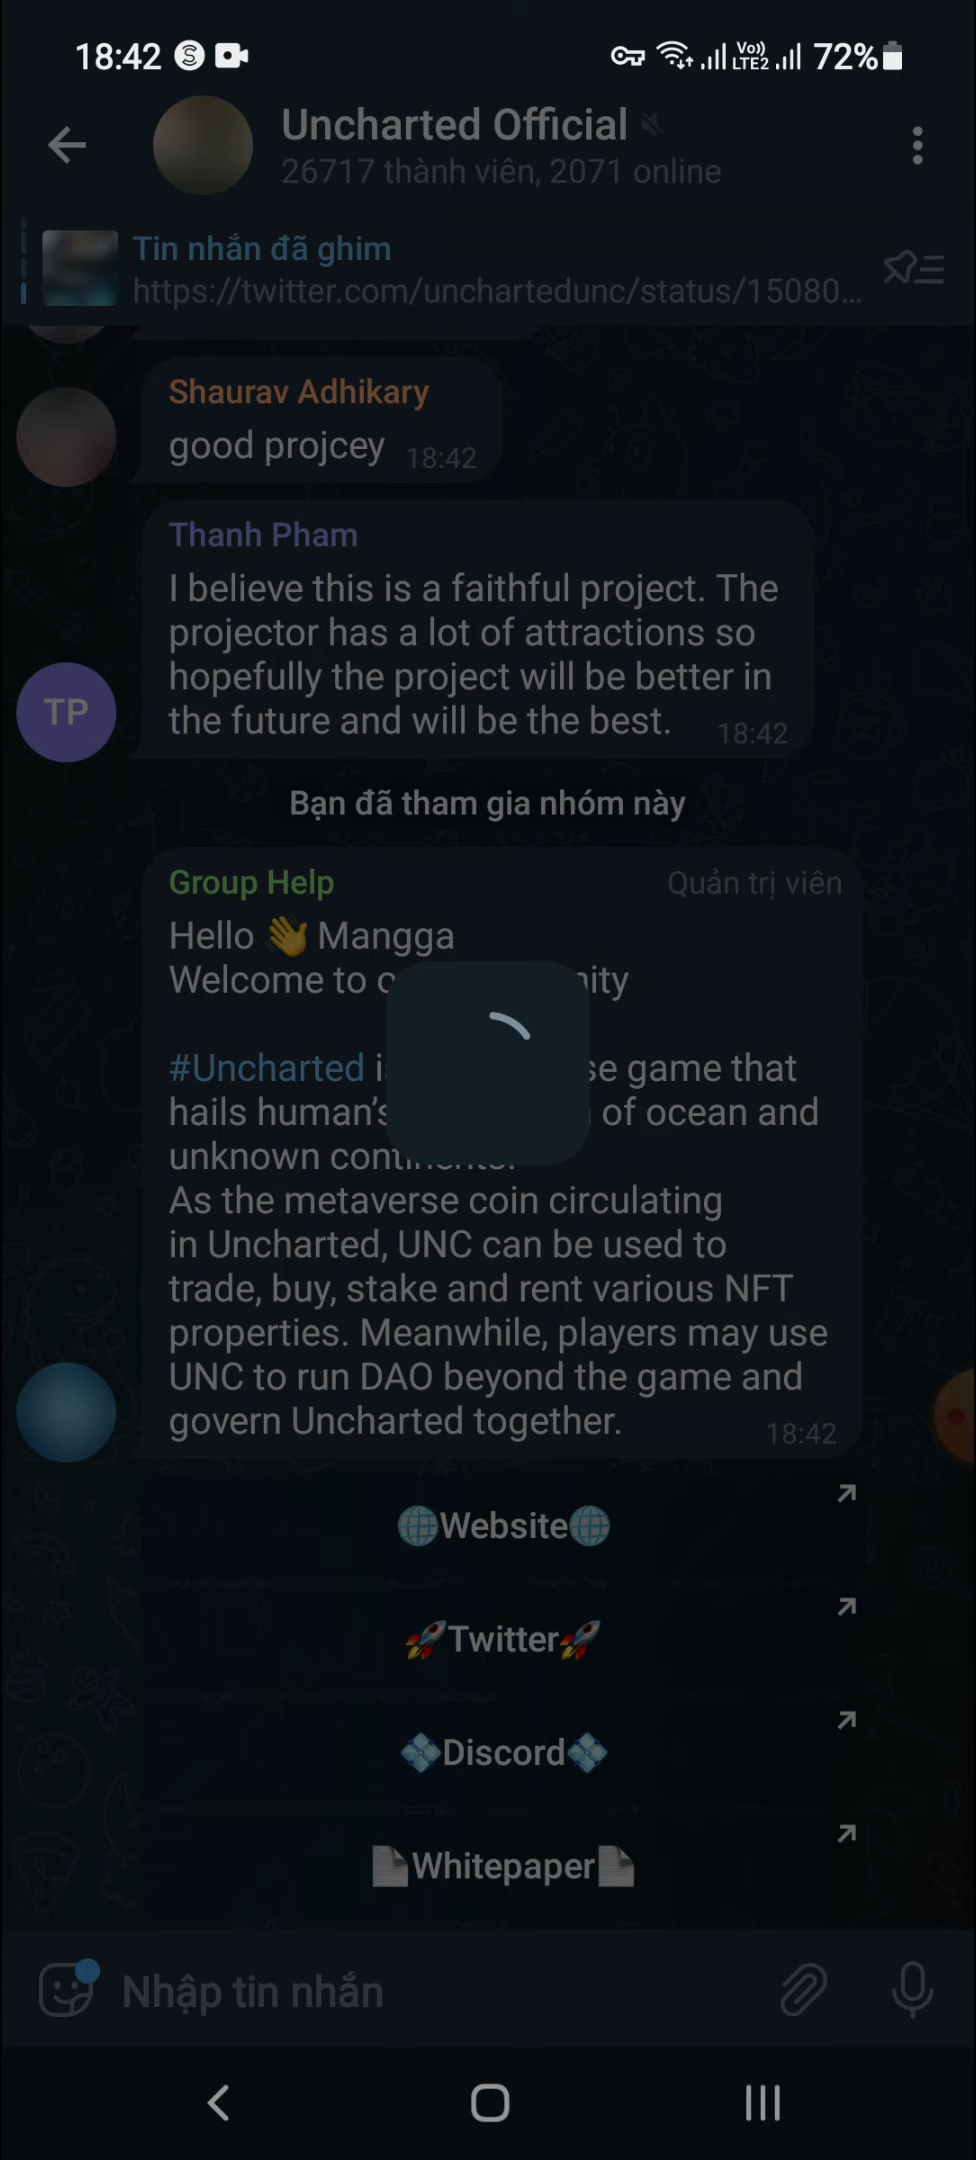 18:42
Vo))
LTE2
72%
Uncharted Official
26717 thành viên, 2071 online
Tin nhắn đã ghim
https://twitter.com/unchartedunc/status/15080...
Shaurav Adhikary
good projcey 18:42
Thanh Pham
I believe this is a faithful project. The
projector has a lot of attractions so
hopefully the project will be better in
the future and will be the best. 18:42
TP
Bạn đã tham gia nhóm này
Group Help Quản trị viên
Hello 👋 Mangga
Welcome to
#Uncharted game that
hails human's of ocean and
unknown
As the metaverse coin circulating
in Uncharted, UNC can be used to
trade, buy, stake and rent various NFT
properties. Meanwhile, players may use
UNC to run DAO beyond the game and
govern Uncharted together. 18:42
🌐Website🌐
🚀Twitter🚀
💠Discord💠
📄Whitepaper📄
Nhập tin nhắn